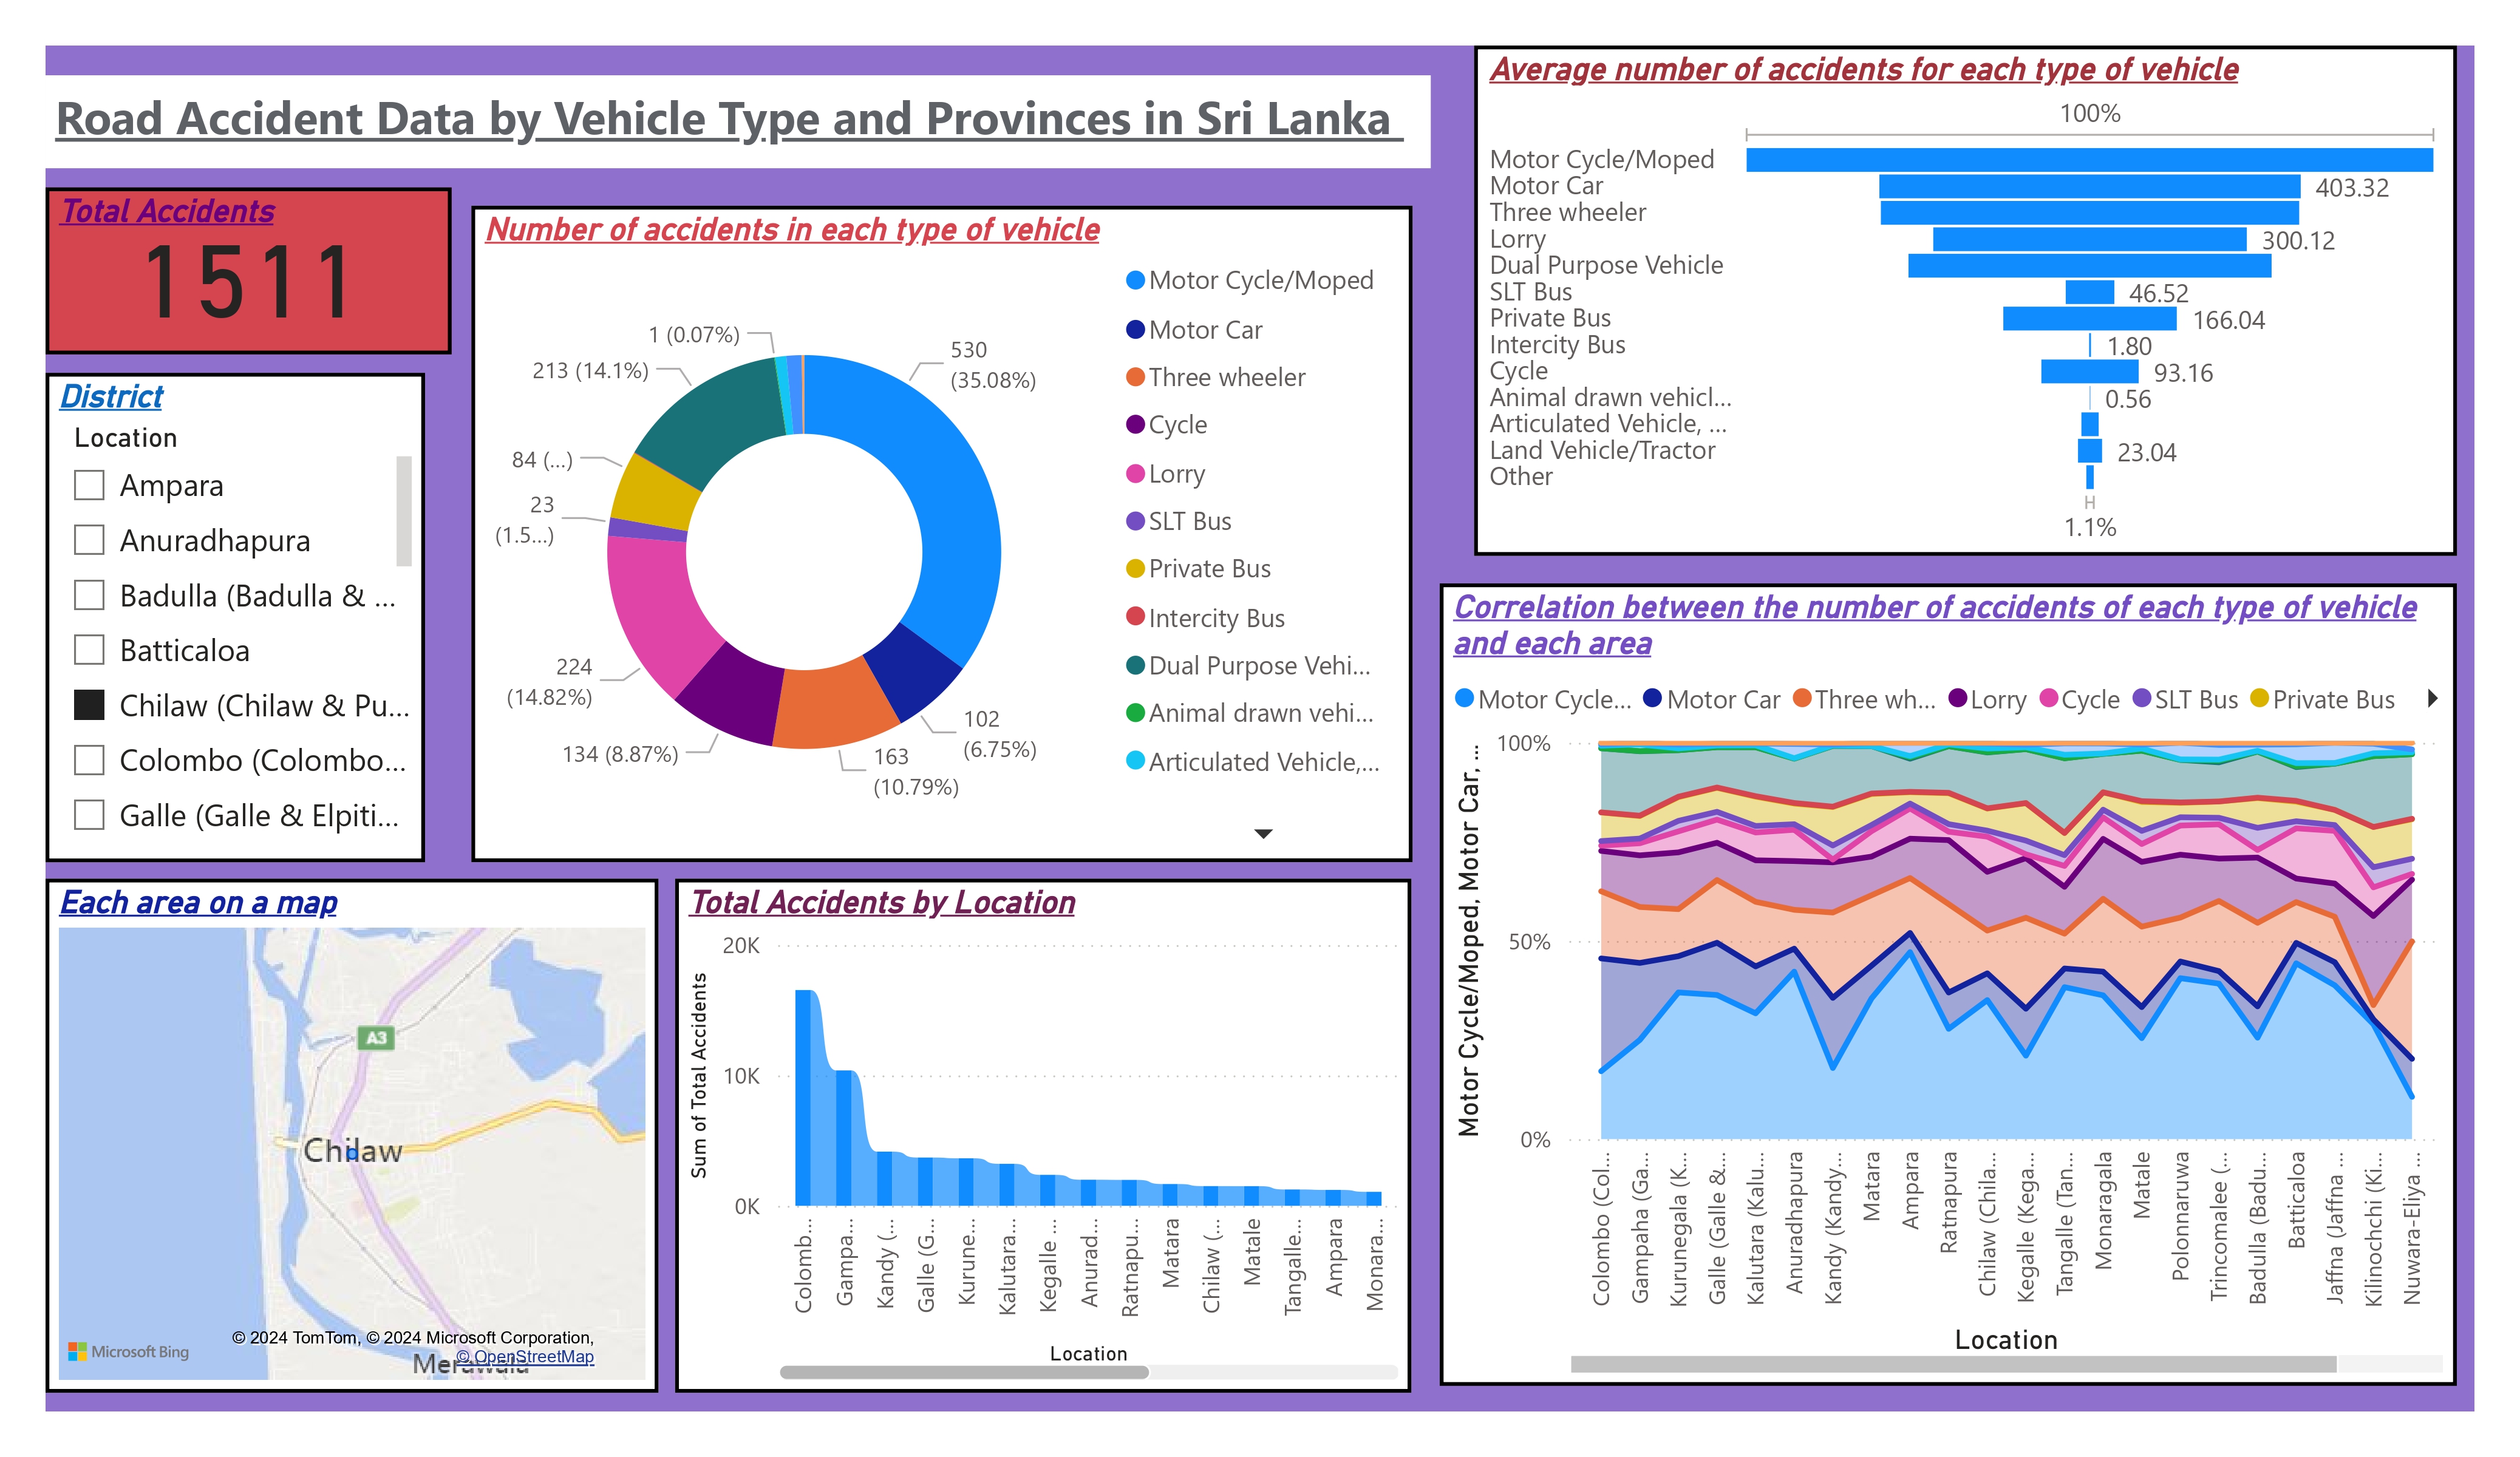 Road Accident Data by Vehicle Type and Provinces in Sri Lanka
Total Accidents
1511
District
Location
Ampara
Anuradhapura
Badulla (Badulla & ...
Batticaloa
Chilaw (Chilaw & Pu...
Colombo (Colombo...
Galle (Galle & Elpiti...
Number of accidents in each type of vehicle
1 (0.07%)
213 (14.1%)
84 (...)
23
(1.5...)
224
(14.82%)
134 (8.87%)
163
(10.79%)
102
(6.75%)
530
(35.08%)
Motor Cycle/Moped
Motor Car
Three wheeler
Cycle
Lorry
SLT Bus
Private Bus
Intercity Bus
Dual Purpose Vehi...
Animal drawn vehi...
Articulated Vehicle,...
Average number of accidents for each type of vehicle
100%
Motor Cycle/Moped
Motor Car 403.32
Three wheeler
Lorry 300.12
Dual Purpose Vehicle
SLT Bus 46.52
Private Bus 166.04
Intercity Bus 1.80
Cycle 93.16
Animal drawn vehicl... 0.56
Articulated Vehicle, ...
Land Vehicle/Tractor 23.04
Other
1.1%
Each area on a map
A3
Chilaw
Merawala
Microsoft Bing
© 2024 TomTom, © 2024 Microsoft Corporation,
© OpenStreetMap
Total Accidents by Location
Sum of Total Accidents
20K
10K
0K
Colomb...
Gampa...
Kandy (...
Galle (G...
Kurune...
Kalutara...
Kegalle ...
Anurad...
Ratnapu...
Matara
Chilaw (...
Matale
Tangalle...
Ampara
Monara...
Location
Correlation between the number of accidents of each type of vehicle
and each area
Motor Cycle... Motor Car Three wh... Lorry Cycle SLT Bus Private Bus
Motor Cycle/Moped, Motor Car, ...
100%
50%
0%
Colombo (Col...
Gampaha (Ga...
Kurunegala (K...
Galle (Galle &...
Kalutara (Kalu...
Anuradhapura
Kandy (Kandy...
Matara
Ampara
Ratnapura
Chilaw (Chila...
Kegalle (Kega...
Tangalle (Tan...
Monaragala
Matale
Polonnaruwa
Trincomalee (...
Badulla (Badu...
Batticaloa
Jaffna (Jaffna ...
Kilinochchi (Ki...
Nuwara-Eliya ...
Location